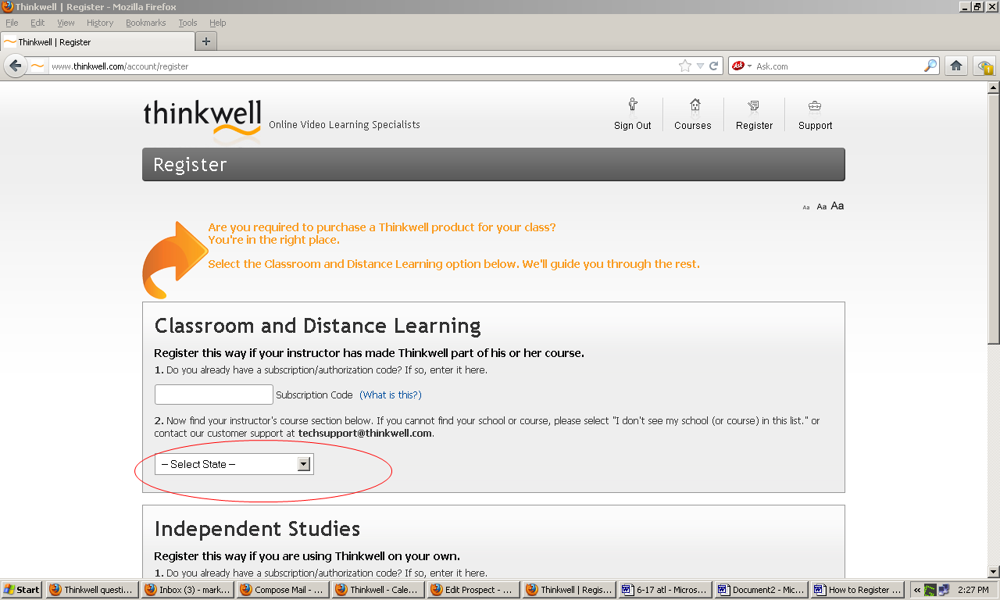 Thinkwell | Register - Mozilla Firefox
File Edit View History Bookmarks Tools Help
Thinkwell | Register
www.thinkwell.com/account/register
Ask
Ask.com
thinkwell Online Video Learning Specialists
Sign Out Courses Register Support
Register
Aa Aa Aa
Are you required to purchase a Thinkwell product for your class?
You're in the right place.
Select the Classroom and Distance Learning option below. We'll guide you through the rest.
Classroom and Distance Learning
Register this way if your instructor has made Thinkwell part of his or her course.
1. Do you already have a subscription/authorization code? If so, enter it here.
Subscription Code (What is this?)
2. Now find your instructor's course section below. If you cannot find your school or course, please select "I don't see my school (or course) in this list." or
contact our customer support at techsupport@thinkwell.com.
-- Select State --
Independent Studies
Register this way if you are using Thinkwell on your own.
1. Do you already have a subscription/authorization code? If so, enter it here.
Start Thinkwell questi... Inbox (3) - mark... Compose Mail - ... Thinkwell - Cale... Edit Prospect - ... Thinkwell | Regis... 6-17 atl - Micros... Document2 - Mic... How to Register ... « 2:27 PM